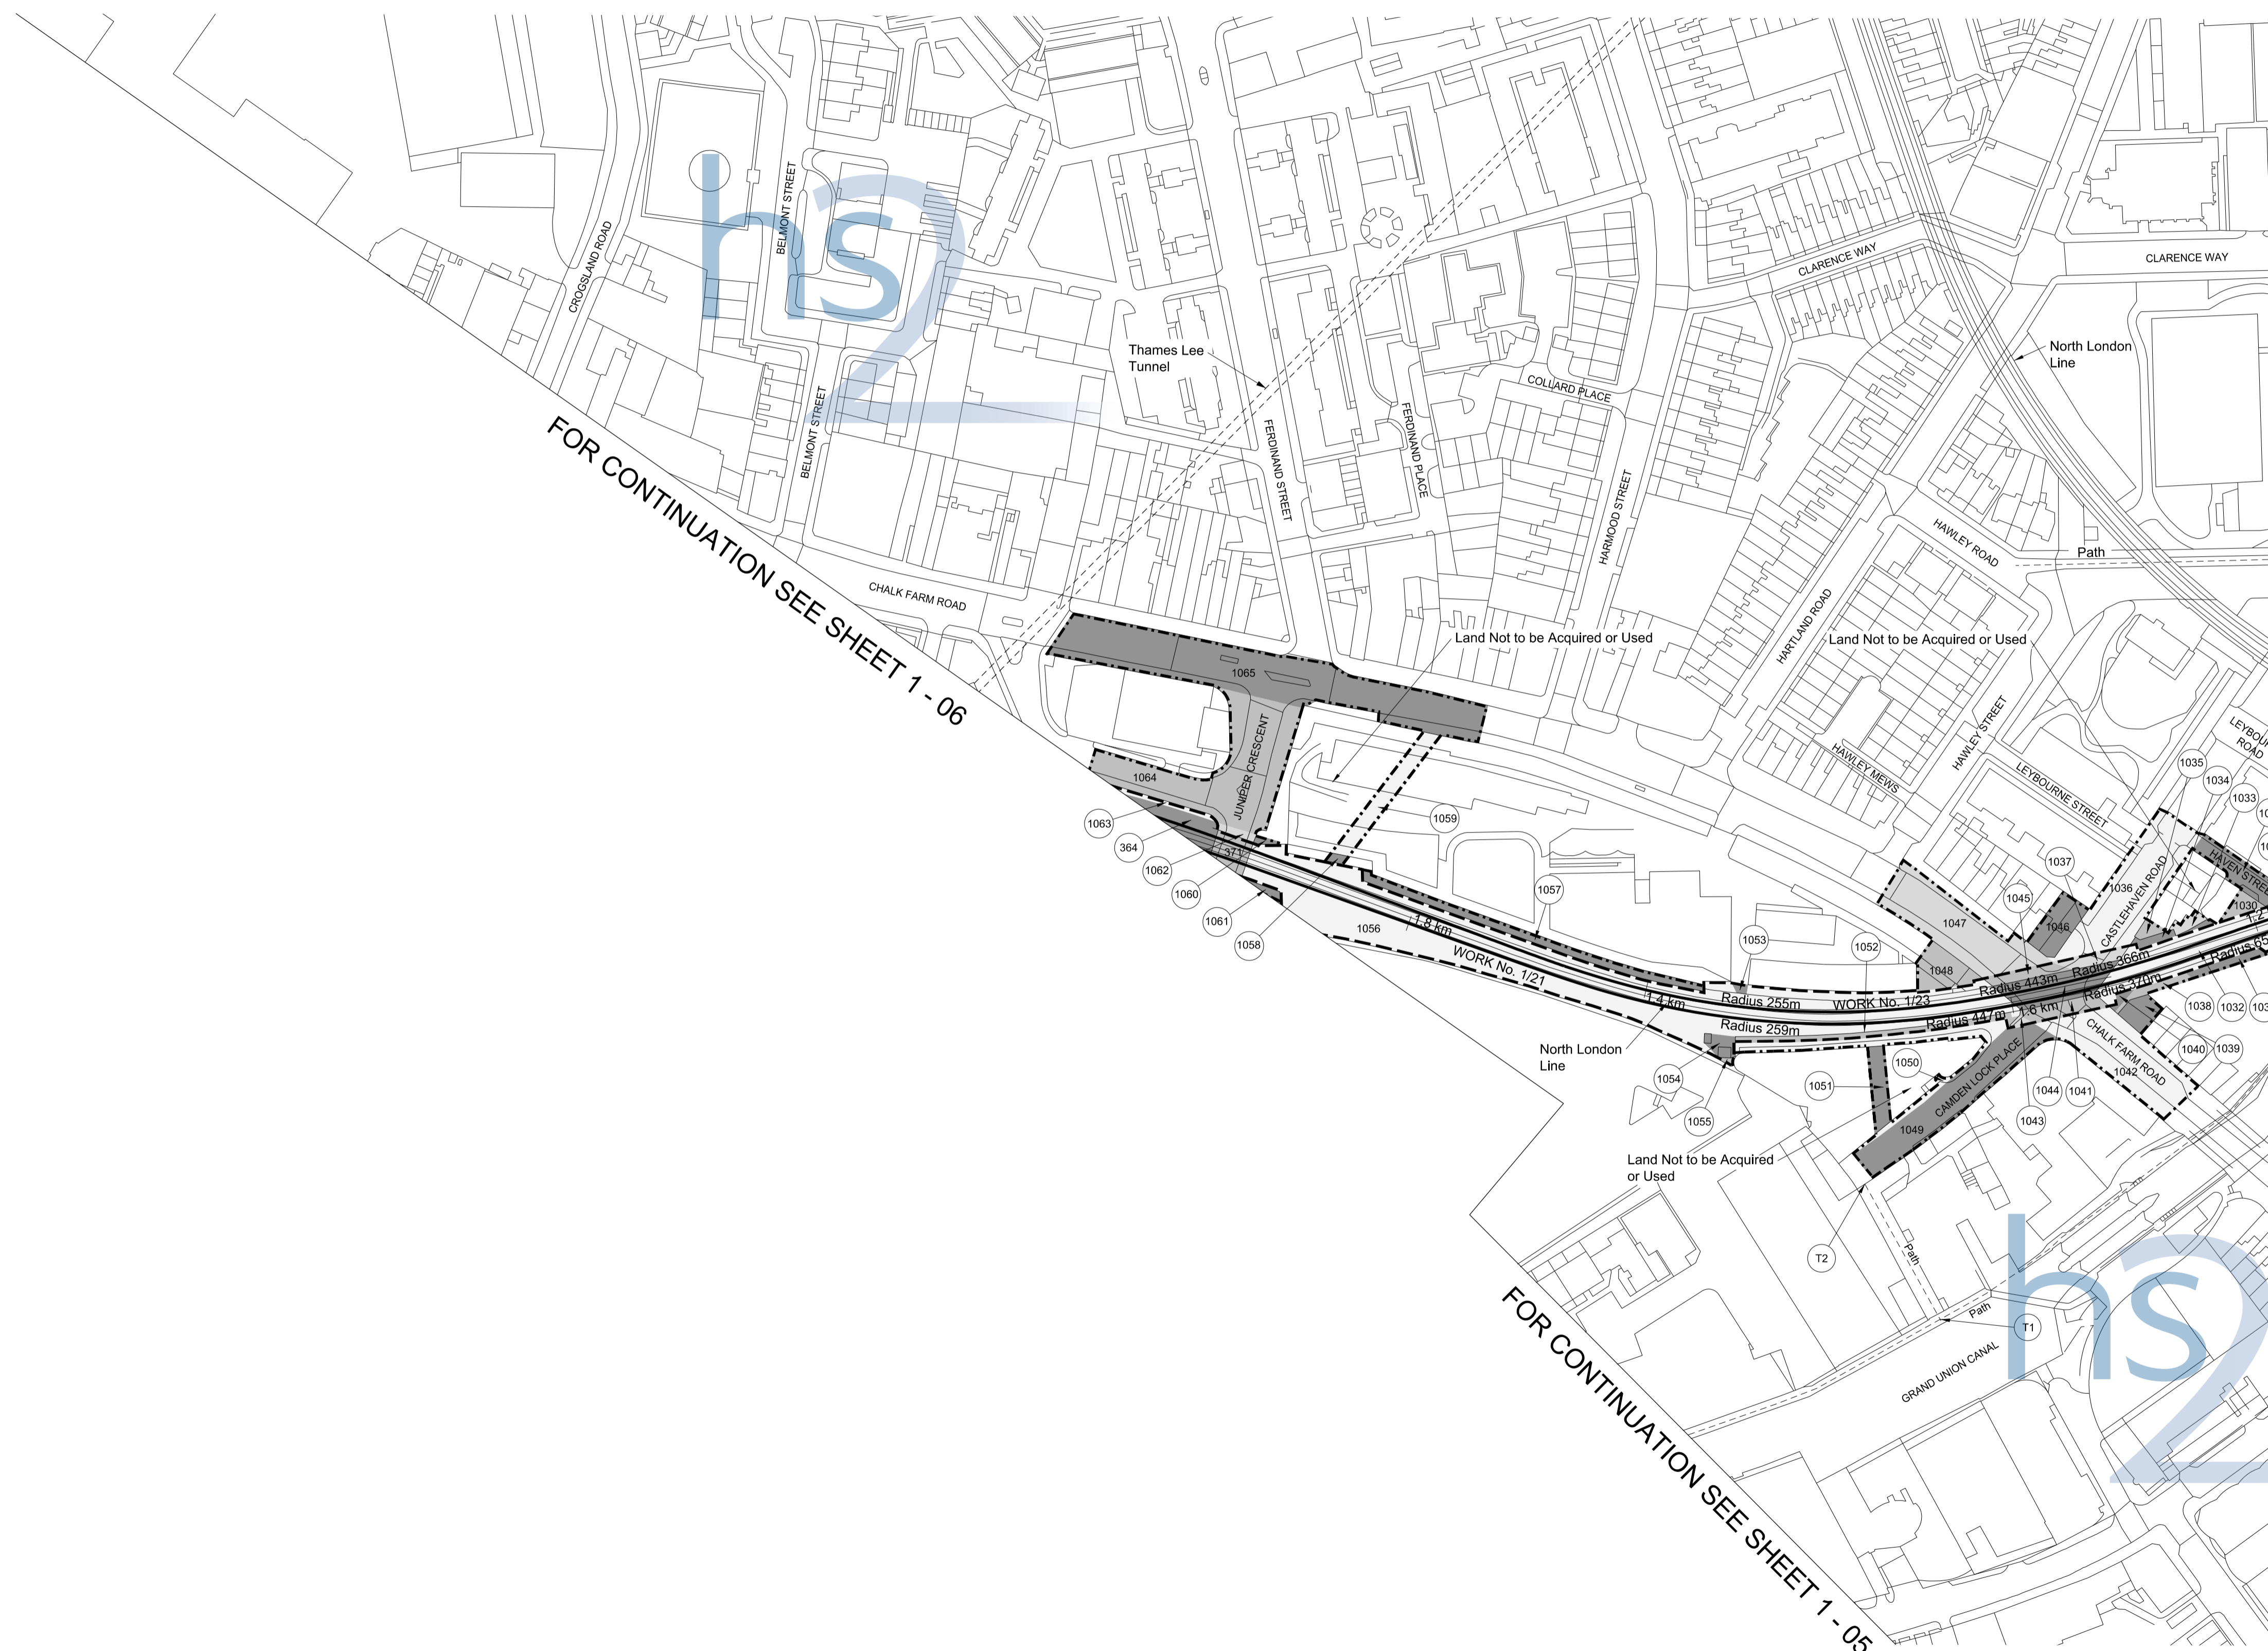 hs2
BELMONT STREET
CROGSLAND ROAD
CLARENCE WAY
CLARENCE WAY
Thames Lee
Tunnel
North London
Line
COLLARD PLACE
BELMONT STREET
FERDINAND STREET
FERDINAND PLACE
HARMOOD STREET
HAWLEY ROAD
Path
FOR CONTINUATION SEE SHEET 1 - 06
CHALK FARM ROAD
HARTLAND ROAD
Land Not to be Acquired or Used
Land Not to be Acquired or Used
1065
JUNIPER CRESCENT
HAWLEY STREET
HAWLEY MEWS
LEYBOURNE STREET
ROAD
1035
1034
1033
1064
1063
364
1062
371
1060
1061
1058
1059
1057
1056
1.8 km
WORK No. 1/21
1053
1052
1037
1045
1036
CASTLEHAVEN ROAD
1030
1047
1046
1048
Radius 443m
Radius 366m
Radius 370m
1.4 km
Radius 255m
WORK No. 1/23
Radius 259m
Radius 447m
1.6 km
1038
1032
North London
Line
1054
1055
1051
1050
CAMDEN LOCK PLACE
1049
CHALK FARM ROAD
1042
1040
1039
1044
1041
1043
Land Not to be Acquired
or Used
T2
Path
Path
T1
GRAND UNION CANAL
hs2
FOR CONTINUATION SEE SHEET 1 - 05